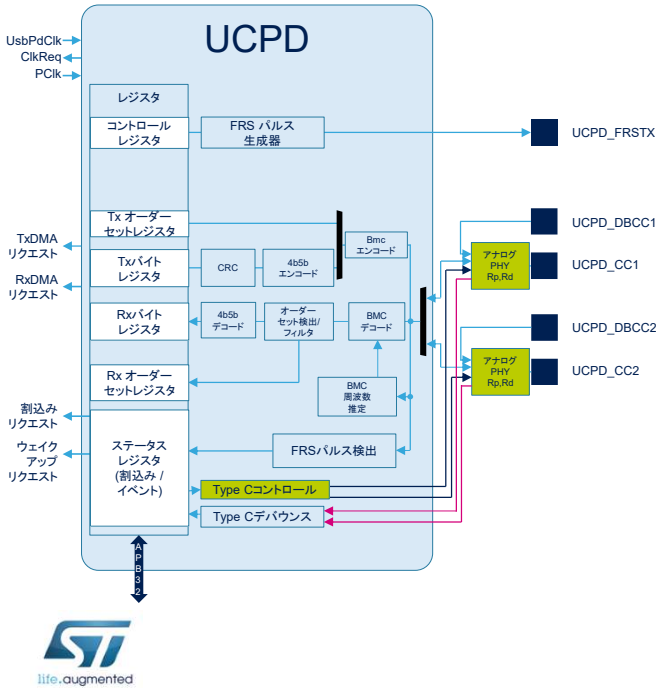 UCPD
UsbPdClk
ClkReq
PClk
レジスタ
コントロール
レジスタ
FRS パルス
生成器
UCPD_FRSTX
Tx オーダー
セットレジスタ
TxDMA
リクエスト
Txバイト
レジスタ
CRC
4b5b
エンコード
Bmc
エンコード
UCPD_DBCC1
アナログ
PHY
Rp,Rd
UCPD_CC1
RxDMA
リクエスト
Rxバイト
レジスタ
4b5b
デコード
オーダー
セット検出/
フィルタ
BMC
デコード
UCPD_DBCC2
アナログ
PHY
Rp,Rd
UCPD_CC2
Rx オーダー
セットレジスタ
BMC
周波数
推定
割込み
リクエスト
ウェイク
アップ
リクエスト
ステータス
レジスタ
(割込み /
イベント)
FRSパルス検出
Type Cコントロール
Type Cデバウンス
APB32
ST
life.augmented